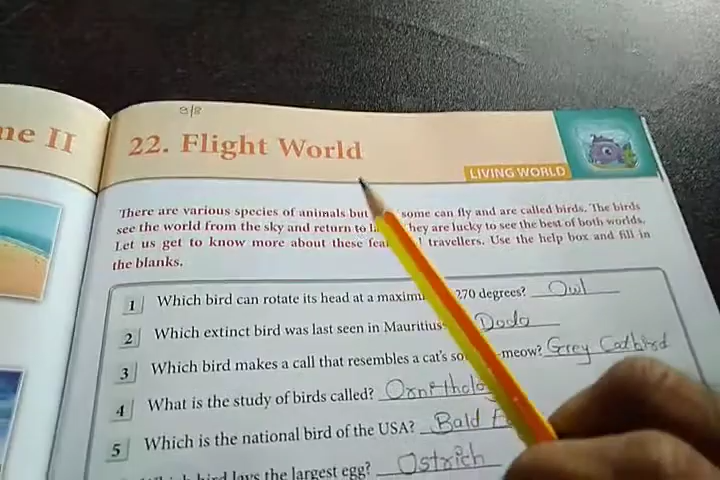 9/8
ne II
22. Flight World
LIVING WORLD
There are various species of animals but some can fly and are called birds. The birds
see the world from the sky and return to They are lucky to see the best of both worlds.
Let us get to know more about these travellers. Use the help box and fill in
the blanks.
1 Which bird can rotate its head at a maximum 270 degrees? Owl
2 Which extinct bird was last seen in Mauritius Dodo
3 Which bird makes a call that resembles a cat's meow? Grey Catbird
4 What is the study of birds called?
5 Which is the national bird of the USA? Bald
bird lays the largest egg? Ostrich